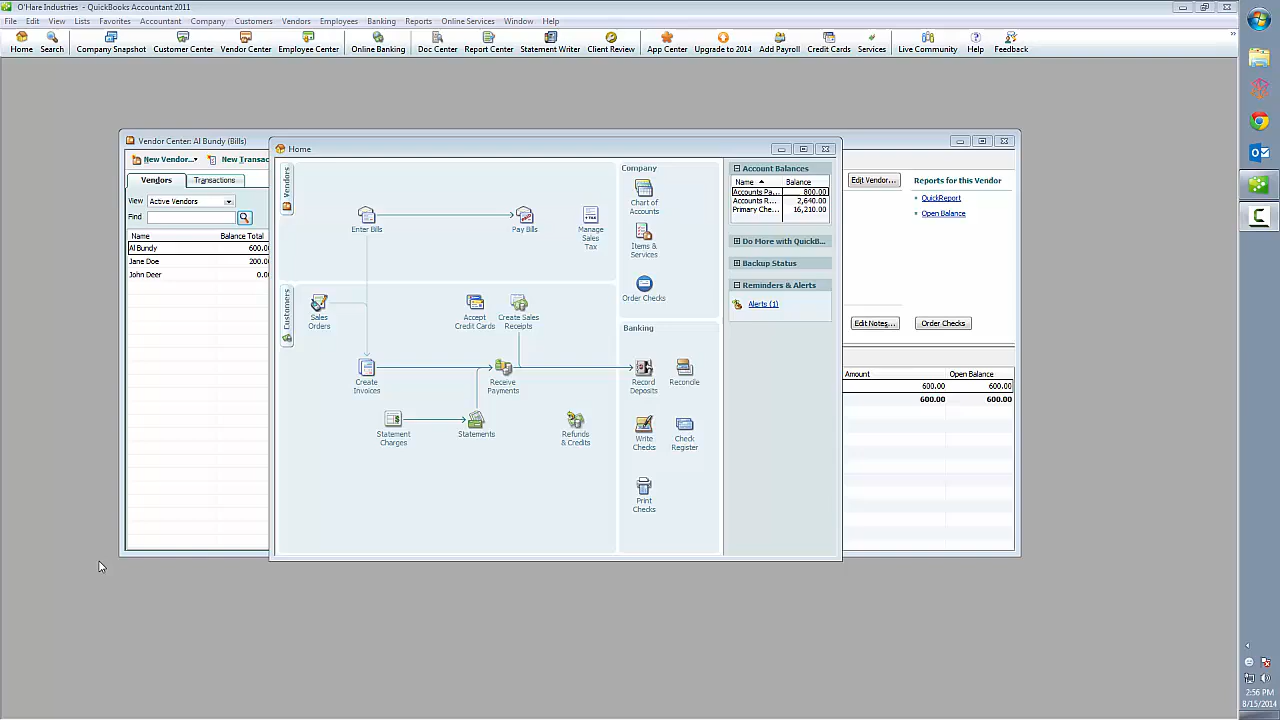 O'Hare Industries - QuickBooks Accountant 2011
File Edit View Lists Favorites Accountant Company Customers Vendors Employees Banking Reports Online Services Window Help
Home Search Company Snapshot Customer Center Vendor Center Employee Center Online Banking Doc Center Report Center Statement Writer Client Review App Center Upgrade to 2014 Add Payroll Credit Cards Services Live Community Help Feedback
Vendor Center: Al Bundy (Bills)
New Vendor...
New Transac
Vendors Transactions
View Active Vendors
Find
Name Balance Total
Al Bundy 600.0
Jane Doe 200.0
John Deer 0.0
Home
Vendors
Enter Bills
Pay Bills
Manage
Sales
Tax
Customers
Sales
Orders
Accept
Credit Cards
Create Sales
Receipts
Create
Invoices
Receive
Payments
Statement
Charges
Statements
Refunds
& Credits
Company
Chart of
Accounts
Items &
Services
Order Checks
Banking
Record
Deposits
Reconcile
Write
Checks
Check
Register
Print
Checks
Account Balances
Name Balance
Accounts Pa... 800.00
Accounts R... 2,640.00
Primary Che... 16,210.00
Do More with QuickB...
Backup Status
Reminders & Alerts
Alerts (1)
Edit Vendor...
Reports for this Vendor
QuickReport
Open Balance
Edit Notes...
Order Checks
Amount Open Balance
600.00 600.00
600.00 600.00
2:56 PM
8/15/2014